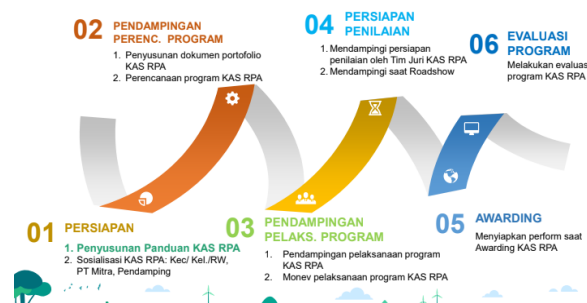 01
PERSIAPAN
1. Penyusunan Panduan KAS RPA
2. Sosialisasi KAS RPA: Kec/ Kel./RW,
PT Mitra, Pendamping
02
PENDAMPINGAN
PERENC. PROGRAM
1. Penyusunan dokumen portofolio
KAS RPA
2. Perencanaan program KAS RPA
03
PENDAMPINGAN
PELAKS. PROGRAM
1. Pendampingan pelaksanaan program
KAS RPA
2. Monev pelaksanaan program KAS RPA
04
PERSIAPAN
PENILAIAN
1. Mendampingi persiapan
penilaian oleh Tim Juri KAS RPA
2. Mendampingi saat Roadshow
05
AWARDING
Menyiapkan perform saat
Awarding KAS RPA
06
EVALUASI
PROGRAM
Melakukan evaluas
program KAS RPA